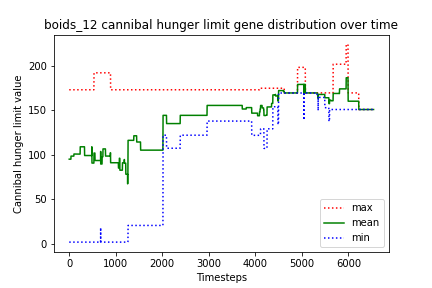 boids_12 cannibal hunger limit gene distribution over time
Cannibal hunger limit value
200
150
100
50
0
0 1000 2000 3000 4000 5000 6000
Timesteps
max
mean
min